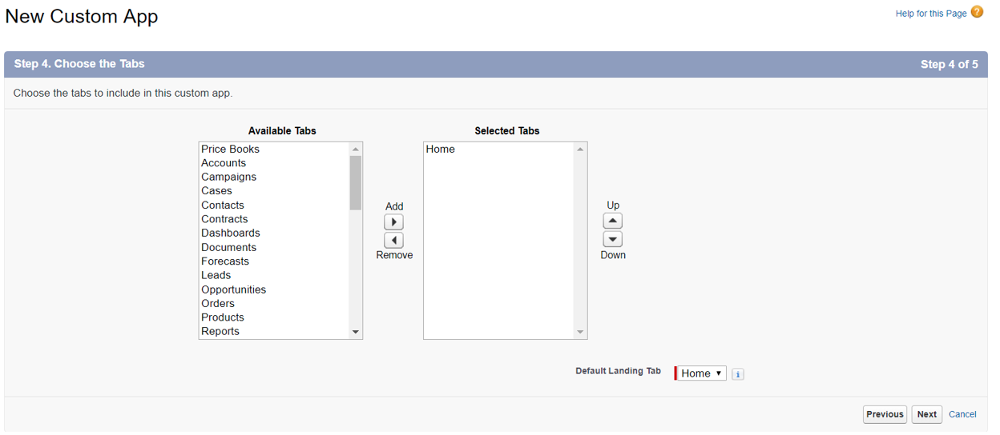 New Custom App
Help for this Page ?
Step 4. Choose the Tabs
Step 4 of 5
Choose the tabs to include in this custom app.
Available Tabs
Price Books
Accounts
Campaigns
Cases
Contacts
Contracts
Dashboards
Documents
Forecasts
Leads
Opportunities
Orders
Products
Reports
Add
Remove
Selected Tabs
Home
Up
Down
Default Landing Tab
Home
i
Previous
Next
Cancel